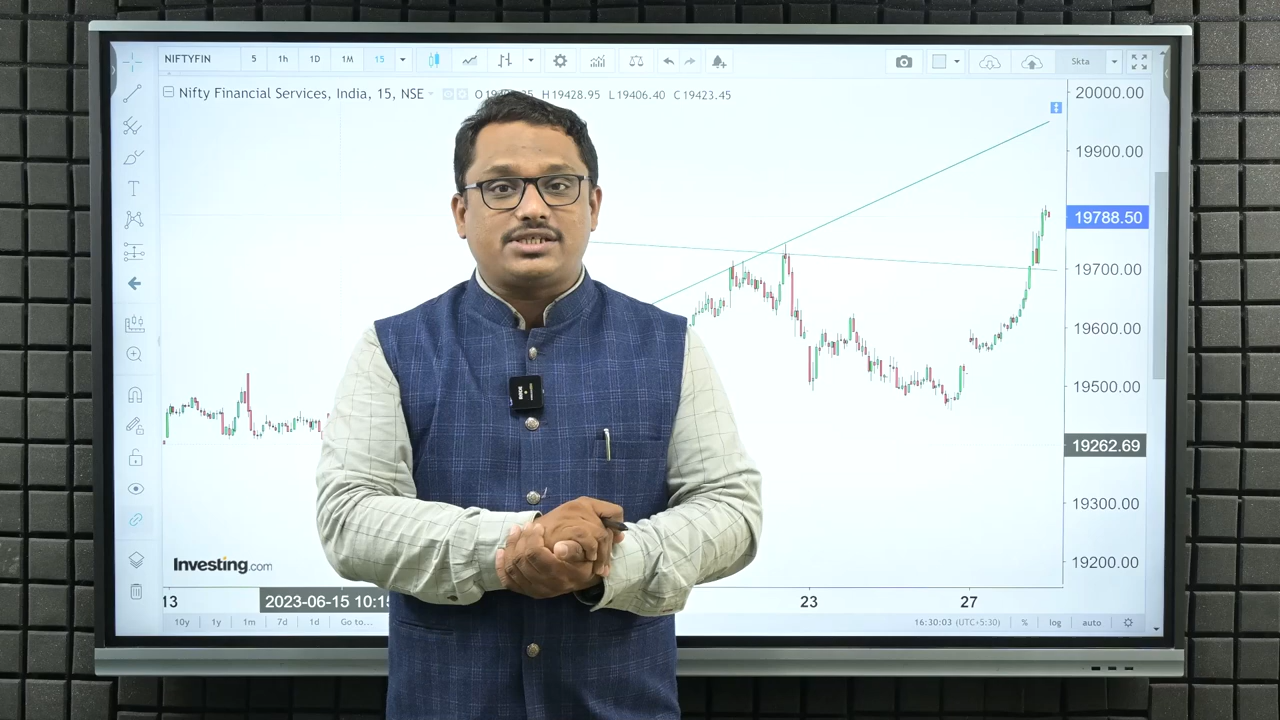 NIFTYFIN 5 1h 1D 1M 15 Skta
Nifty Financial Services, India, 15, NSE H19428.95 L19406.40 C19423.45
20000.00
19900.00
19788.50
19700.00
19600.00
19500.00
19262.69
19300.00
19200.00
T
Investing.com
13 2023-06-15 10:15 23 27
10y 1y 1m 7d 1d Go to... 16:30:03 (UTC+5:30) % log auto